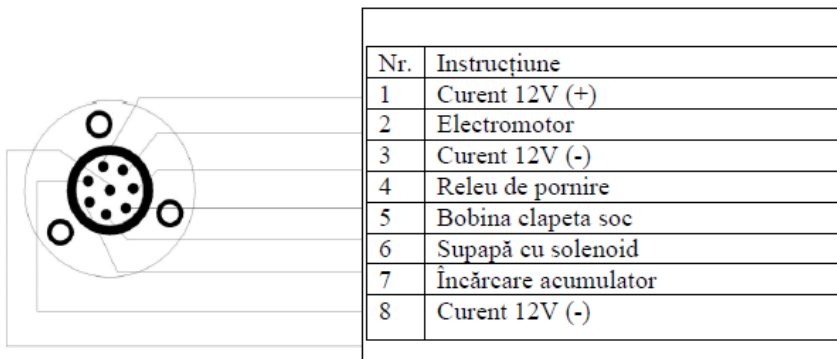 Nr. Instrucțiune
1 Curent 12V (+)
2 Electromotor
3 Curent 12V (-)
4 Releu de pornire
5 Bobina clapeta soc
6 Supapă cu solenoid
7 Încărcare acumulator
8 Curent 12V (-)